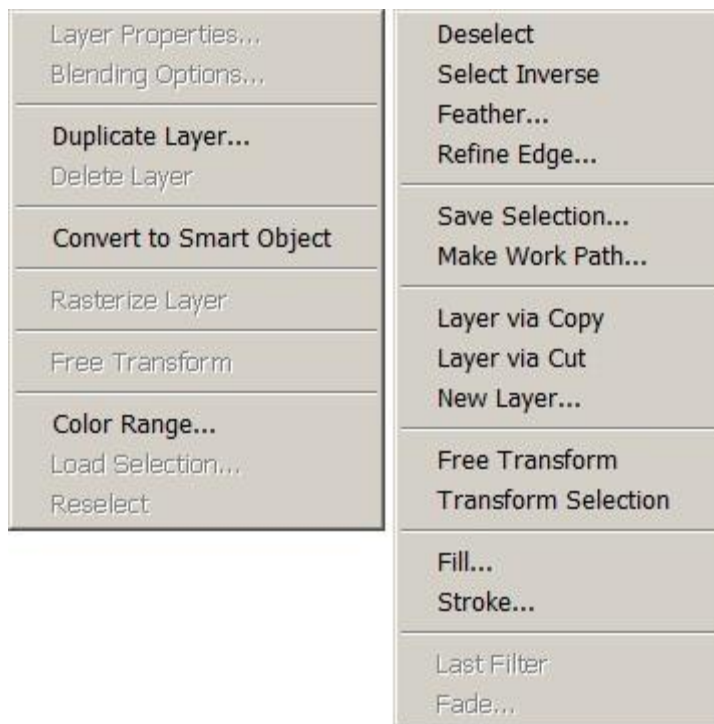 Layer Properties...
Blending Options...
Duplicate Layer...
Delete Layer
Convert to Smart Object
Rasterize Layer
Free Transform
Color Range...
Load Selection...
Reselect
Deselect
Select Inverse
Feather...
Refine Edge...
Save Selection...
Make Work Path...
Layer via Copy
Layer via Cut
New Layer...
Free Transform
Transform Selection
Fill...
Stroke...
Last Filter
Fade...